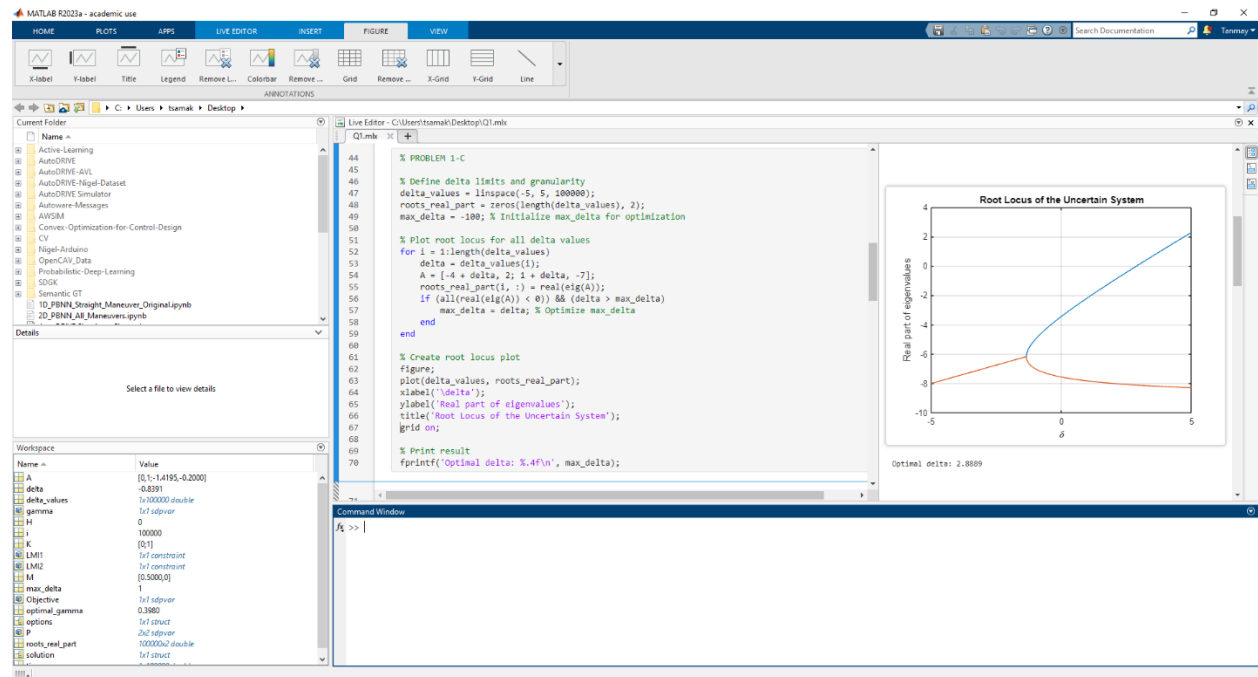 MATLAB R2023a - academic use
HOME PLOTS APPS LIVE EDITOR INSERT FIGURE VIEW
Search Documentation
Tanmay
X-label Y-label Title Legend Remove L... Colorbar Remove ... Grid Remove ... X-Grid Y-Grid Line
ANNOTATIONS
C: Users tsamak Desktop
Current Folder
Name
Active-Learning
AutoDRIVE
AutoDRIVE-AVL
AutoDRIVE-Nigel-Dataset
AutoDRIVE Simulator
Autoware-Messages
AWSIM
Convex-Optimization-for-Control-Design
CV
Nigel-Arduino
OpenCAV_Data
Probabilistic-Deep-Learning
SDGK
Semantic GT
1D_PBNN_Straight_Maneuver_Original.ipynb
2D_PBNN_All_Maneuvers.ipynb
Details
Select a file to view details
Workspace
Name Value
A [0,1;-1.4195,-0.2000]
delta -0.8391
delta_values 1x100000 double
gamma 1x1 sdpvar
H 0
i 100000
K [0;1]
LMI1 1x1 constraint
LMI2 1x1 constraint
M [0.5000,0]
max_delta 1
Objective 1x1 sdpvar
optimal_gamma 0.3980
options 1x1 struct
P 2x2 sdpvar
roots_real_part 100000x2 double
solution 1x1 struct
Live Editor - C:\Users\tsamak\Desktop\Q1.mlx
Q1.mlx
44 % PROBLEM 1-C
45
46 % Define delta limits and granularity
47 delta_values = linspace(-5, 5, 100000);
48 roots_real_part = zeros(length(delta_values), 2);
49 max_delta = -100; % Initialize max_delta for optimization
50
51 % Plot root locus for all delta values
52 for i = 1:length(delta_values)
53 delta = delta_values(i);
54 A = [-4 + delta, 2; 1 + delta, -7];
55 roots_real_part(i, :) = real(eig(A));
56 if (all(real(eig(A)) < 0)) && (delta > max_delta)
57 max_delta = delta; % Optimize max_delta
58 end
59 end
60
61 % Create root locus plot
62 figure;
63 plot(delta_values, roots_real_part);
64 xlabel('\delta');
65 ylabel('Real part of eigenvalues');
66 title('Root Locus of the Uncertain System');
67 grid on;
68
69 % Print result
70 fprintf('Optimal delta: %.4f\n', max_delta);
71
Root Locus of the Uncertain System
Real part of eigenvalues
4
2
0
-2
-4
-6
-8
-10
-5 0 5
δ
Optimal delta: 2.8889
Command Window
fx >>